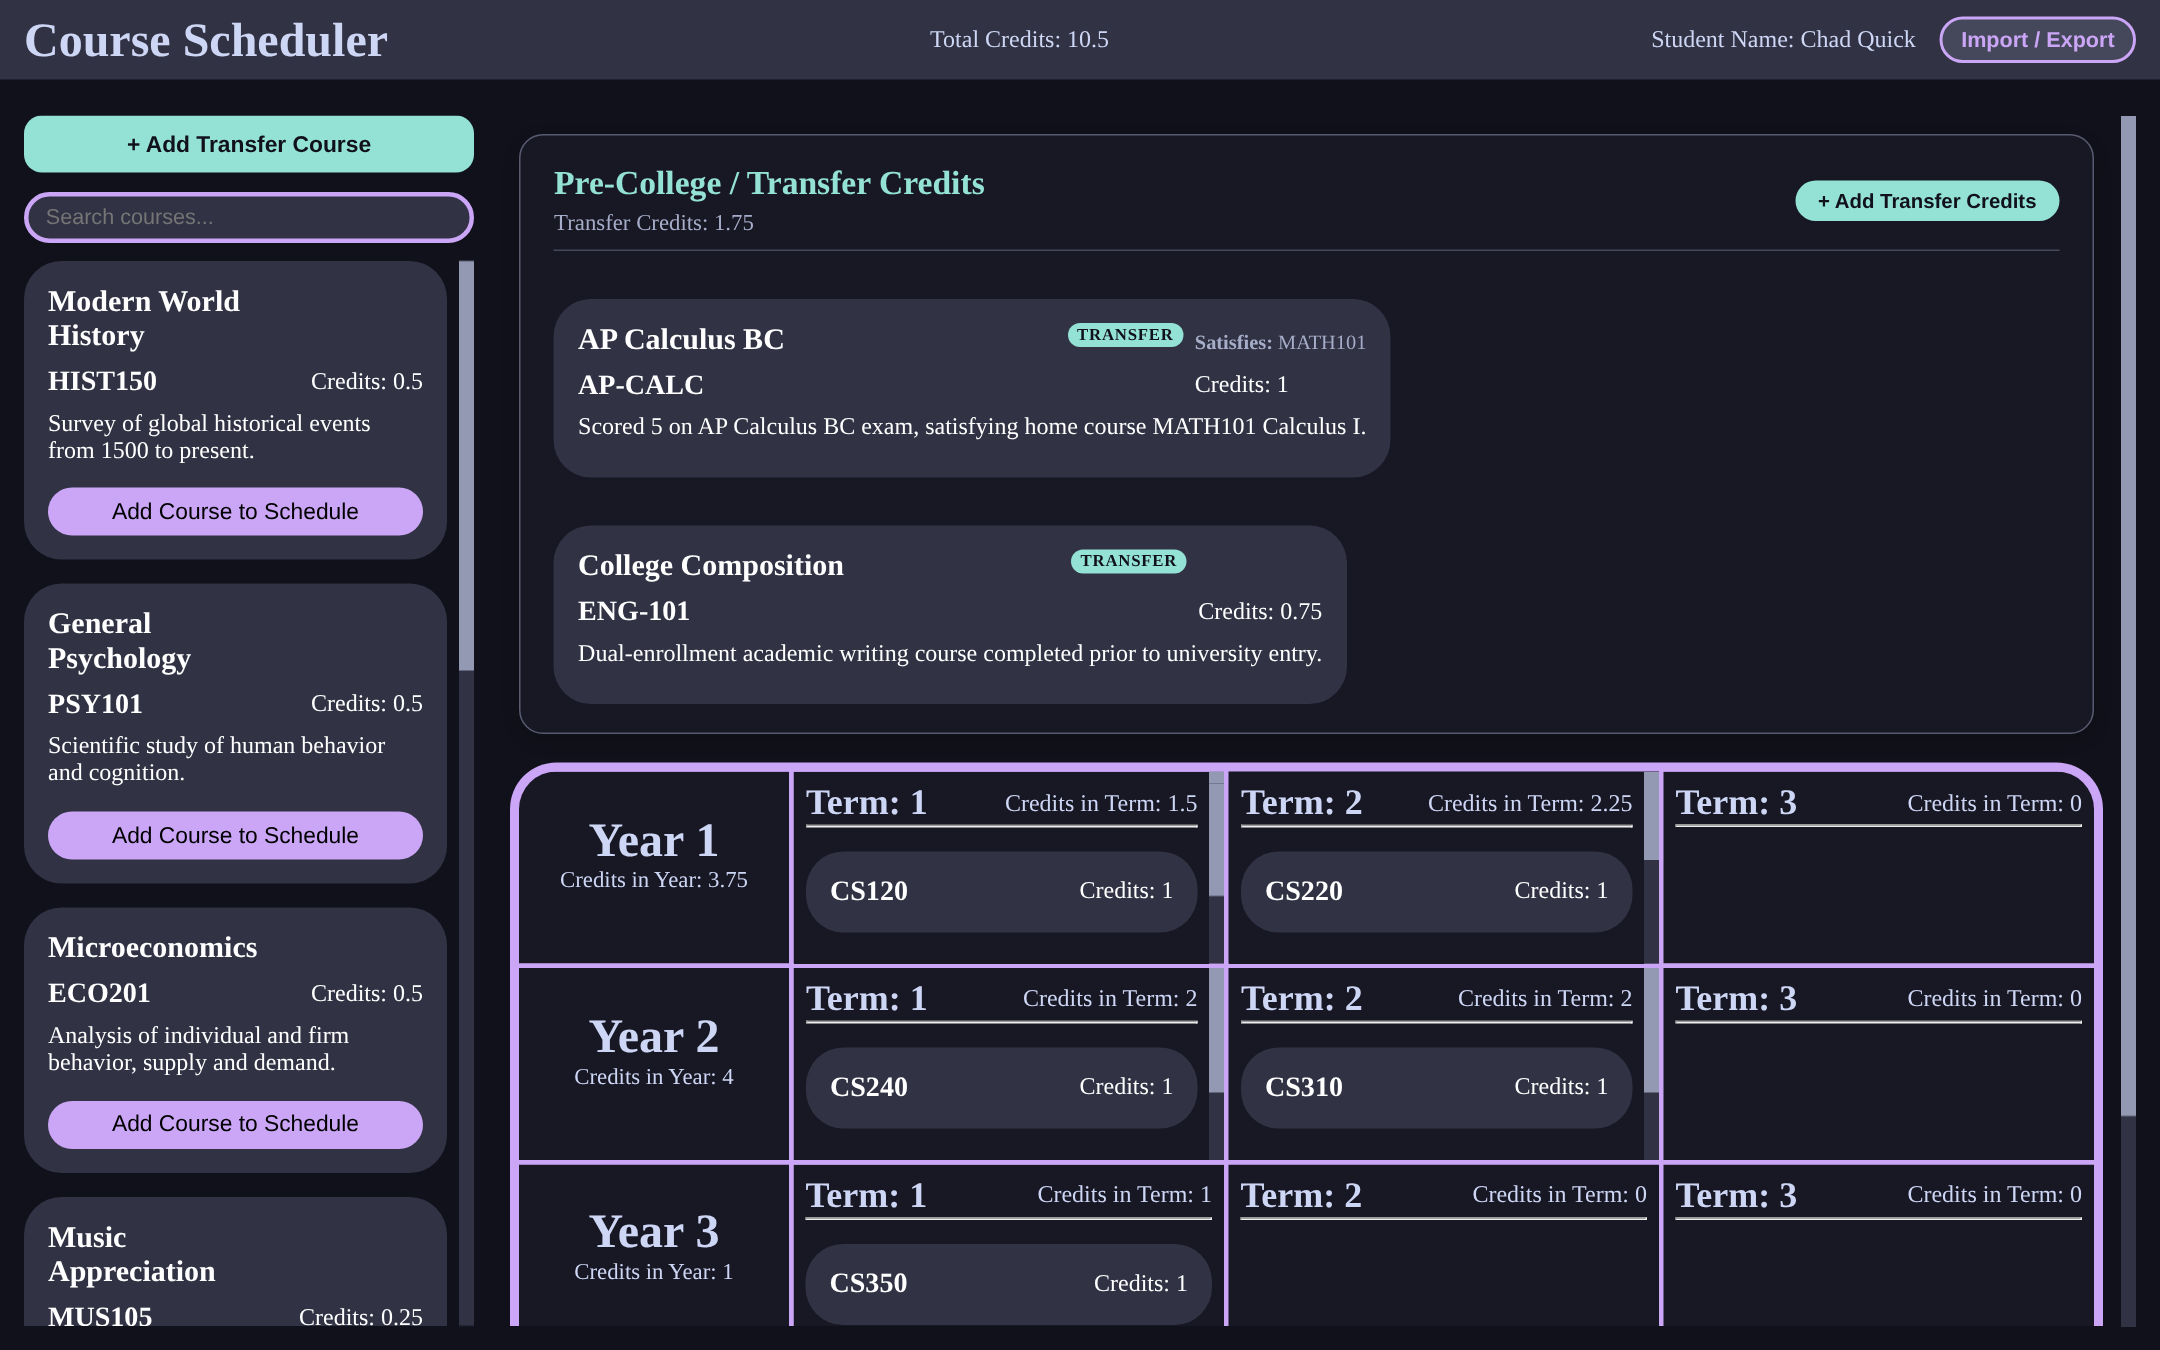 Course Scheduler
Total Credits: 10.5
Student Name: Chad Quick
Import / Export
+ Add Transfer Course
Search courses...
Modern World
History
HIST150 Credits: 0.5
Survey of global historical events
from 1500 to present.
Add Course to Schedule
General
Psychology
PSY101 Credits: 0.5
Scientific study of human behavior
and cognition.
Add Course to Schedule
Microeconomics
ECO201 Credits: 0.5
Analysis of individual and firm
behavior, supply and demand.
Add Course to Schedule
Music
Appreciation
MUS105 Credits: 0.25
Pre-College / Transfer Credits
Transfer Credits: 1.75
+ Add Transfer Credits
AP Calculus BC TRANSFER Satisfies: MATH101
AP-CALC Credits: 1
Scored 5 on AP Calculus BC exam, satisfying home course MATH101 Calculus I.
College Composition TRANSFER
ENG-101 Credits: 0.75
Dual-enrollment academic writing course completed prior to university entry.
Year 1
Credits in Year: 3.75
Term: 1 Credits in Term: 1.5
CS120 Credits: 1
Term: 2 Credits in Term: 2.25
CS220 Credits: 1
Term: 3 Credits in Term: 0
Year 2
Credits in Year: 4
Term: 1 Credits in Term: 2
CS240 Credits: 1
Term: 2 Credits in Term: 2
CS310 Credits: 1
Term: 3 Credits in Term: 0
Year 3
Credits in Year: 1
Term: 1 Credits in Term: 1
CS350 Credits: 1
Term: 2 Credits in Term: 0
Term: 3 Credits in Term: 0